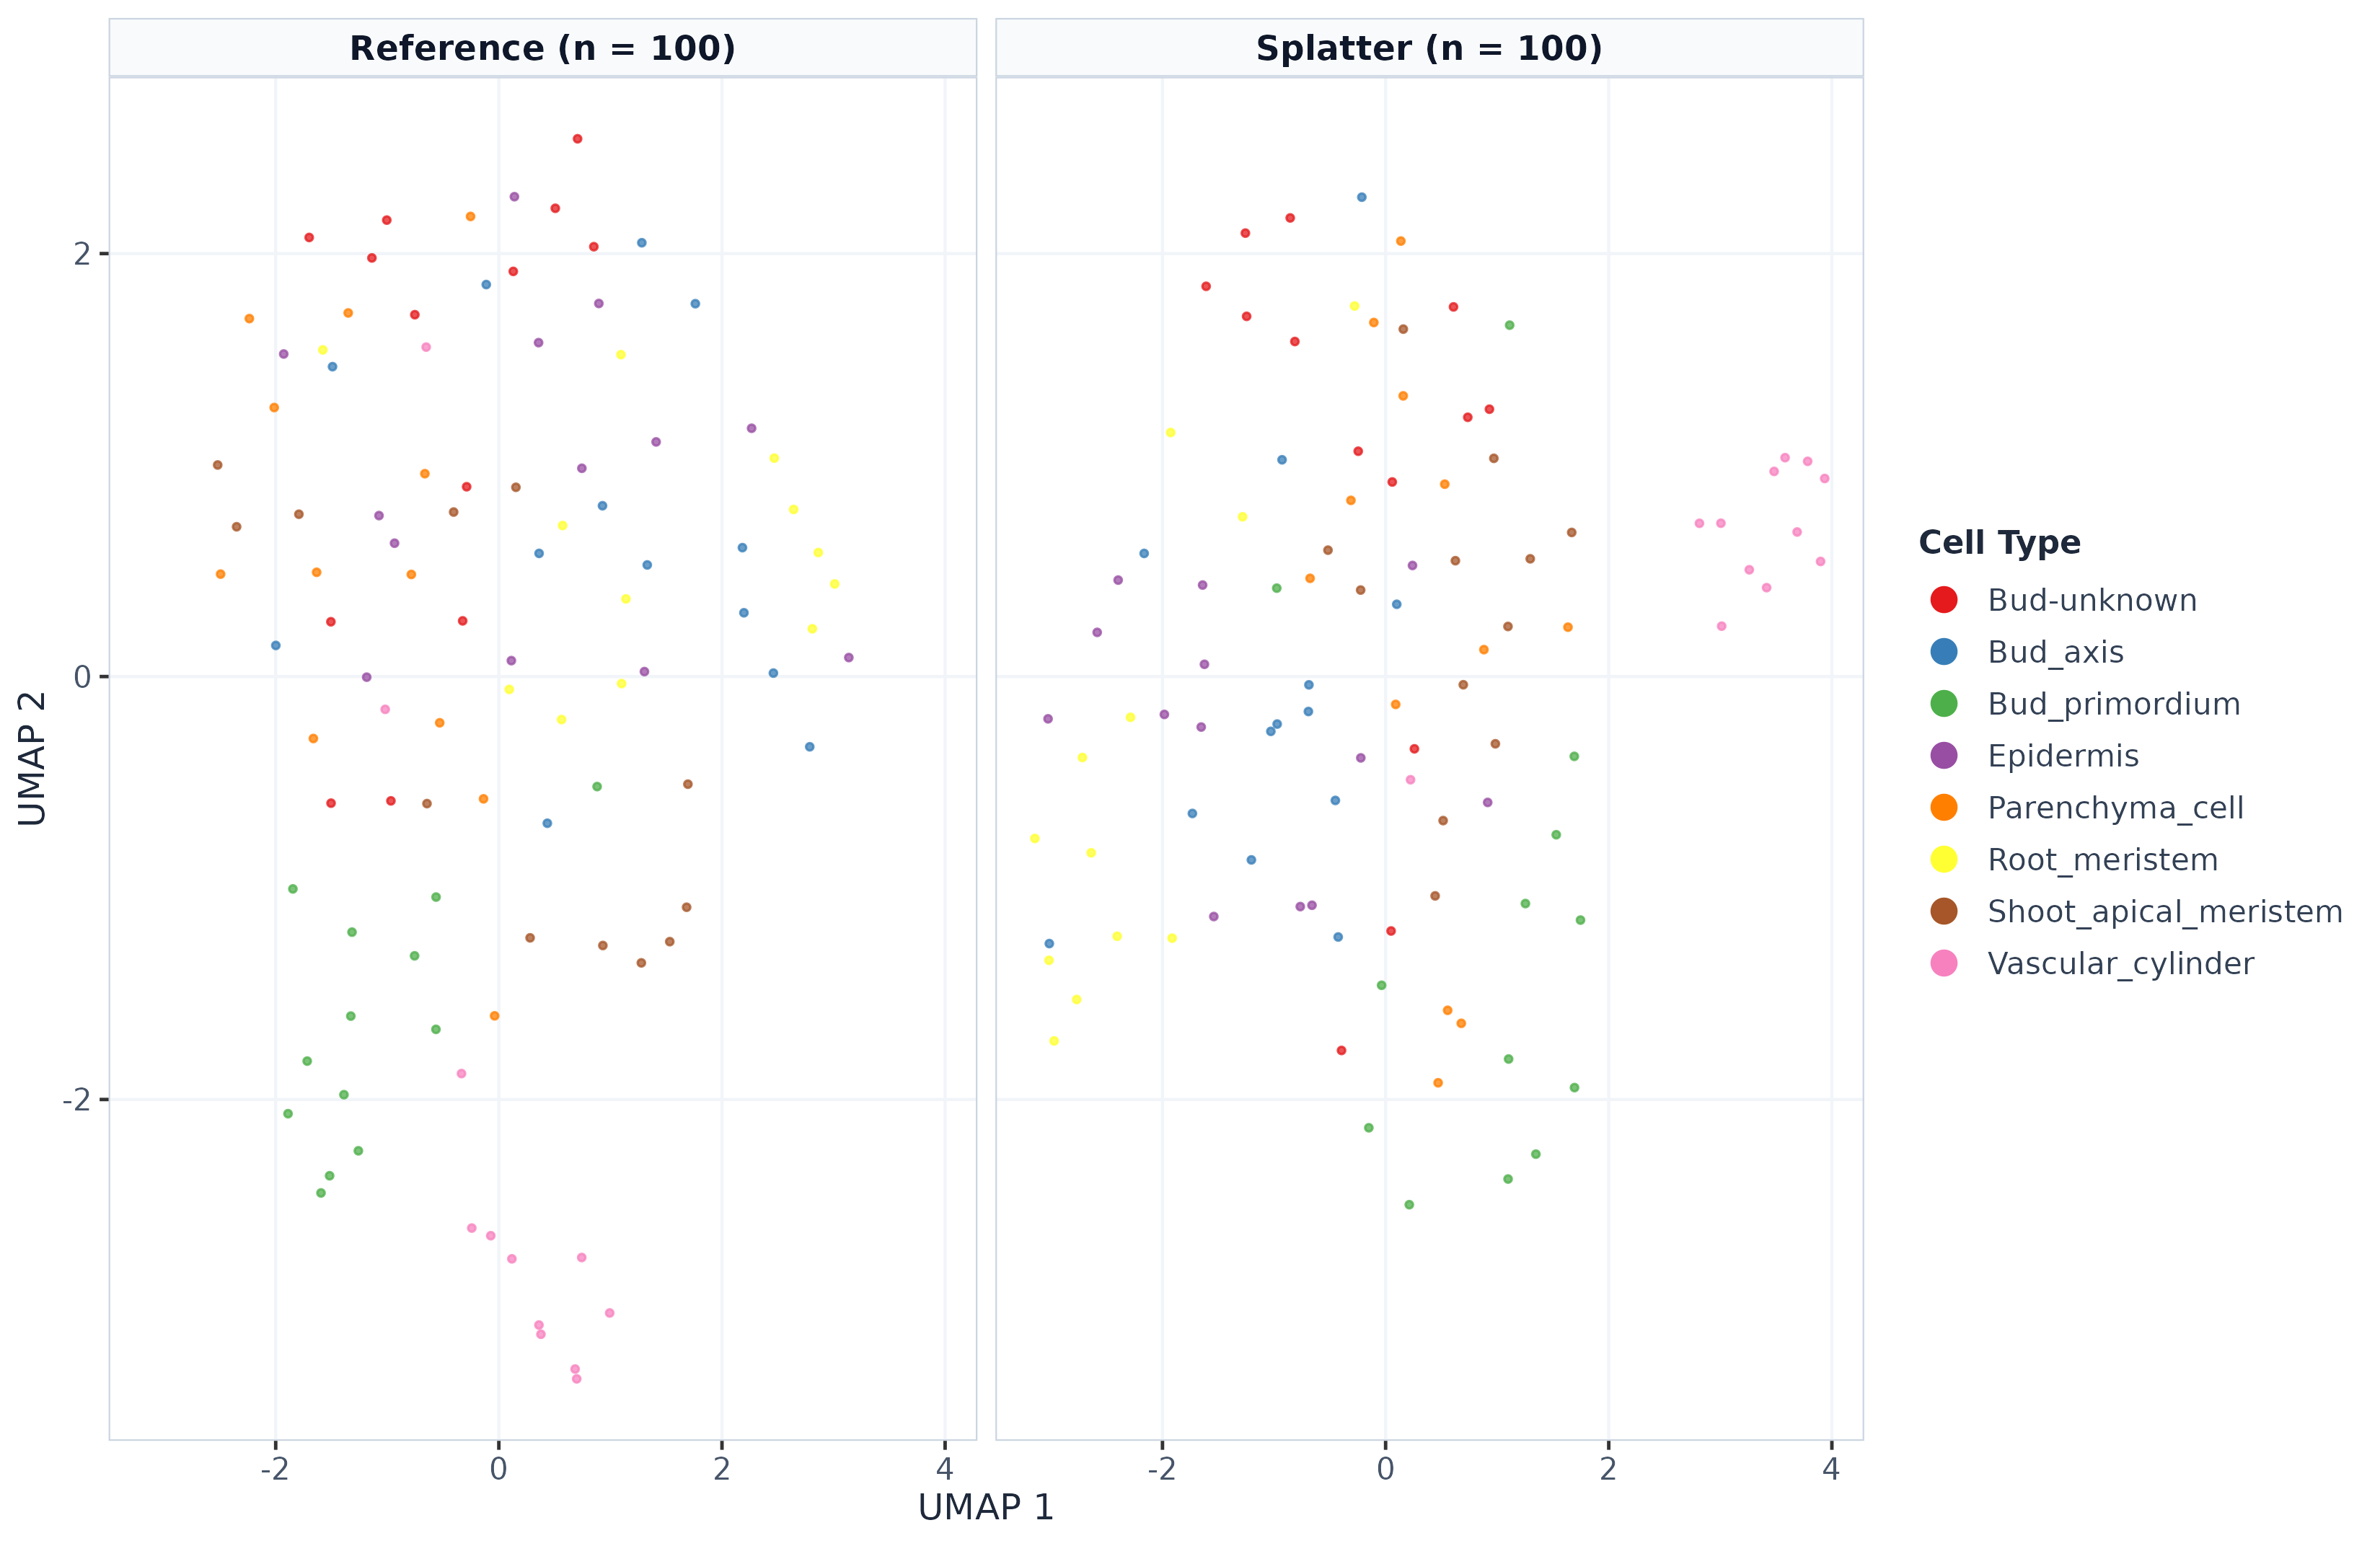 Reference (n = 100)
Splatter (n = 100)
2
0
-2
UMAP 2
-2
0
2
4
-2
0
2
4
UMAP 1
Cell Type
Bud-unknown
Bud_axis
Bud_primordium
Epidermis
Parenchyma_cell
Root_meristem
Shoot_apical_meristem
Vascular_cylinder